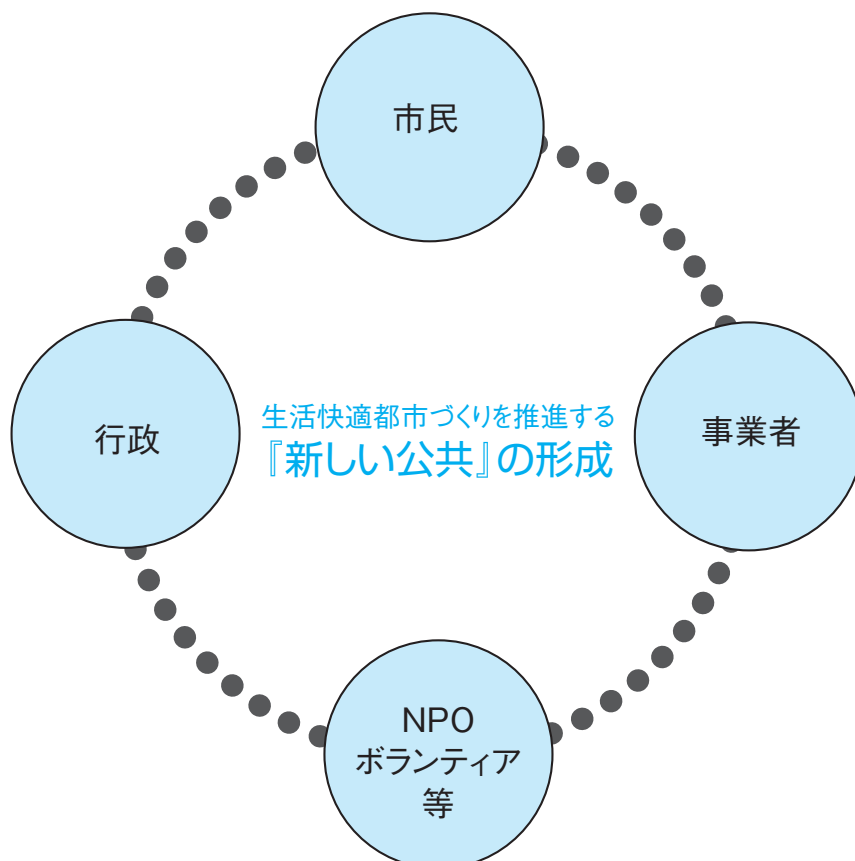 市民
行政
生活快適都市づくりを推進する
『新しい公共』の形成
事業者
NPO
ボランティア
等